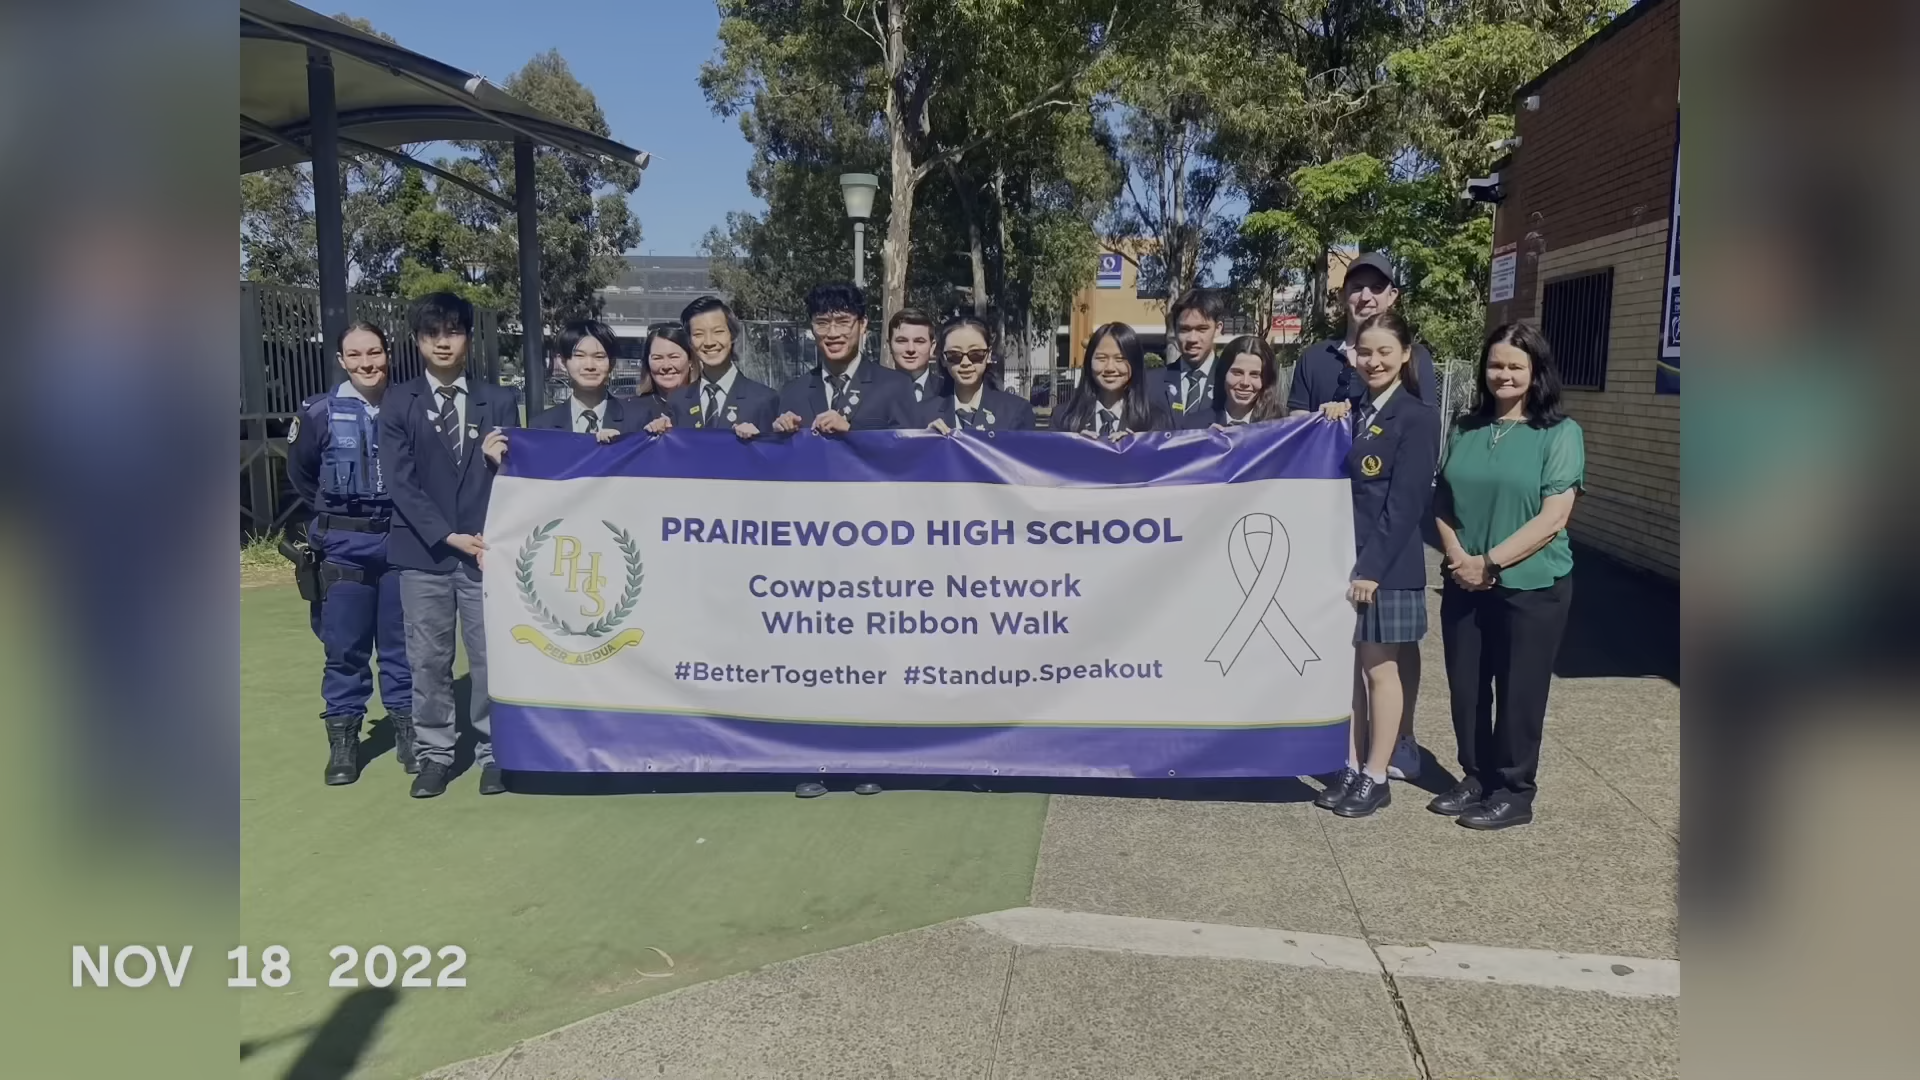 POLICE
PRAIRIEWOOD HIGH SCHOOL
PHS
PER ARDUA
Cowpasture Network
White Ribbon Walk
#BetterTogether #Standup.Speakout
NOV 18 2022